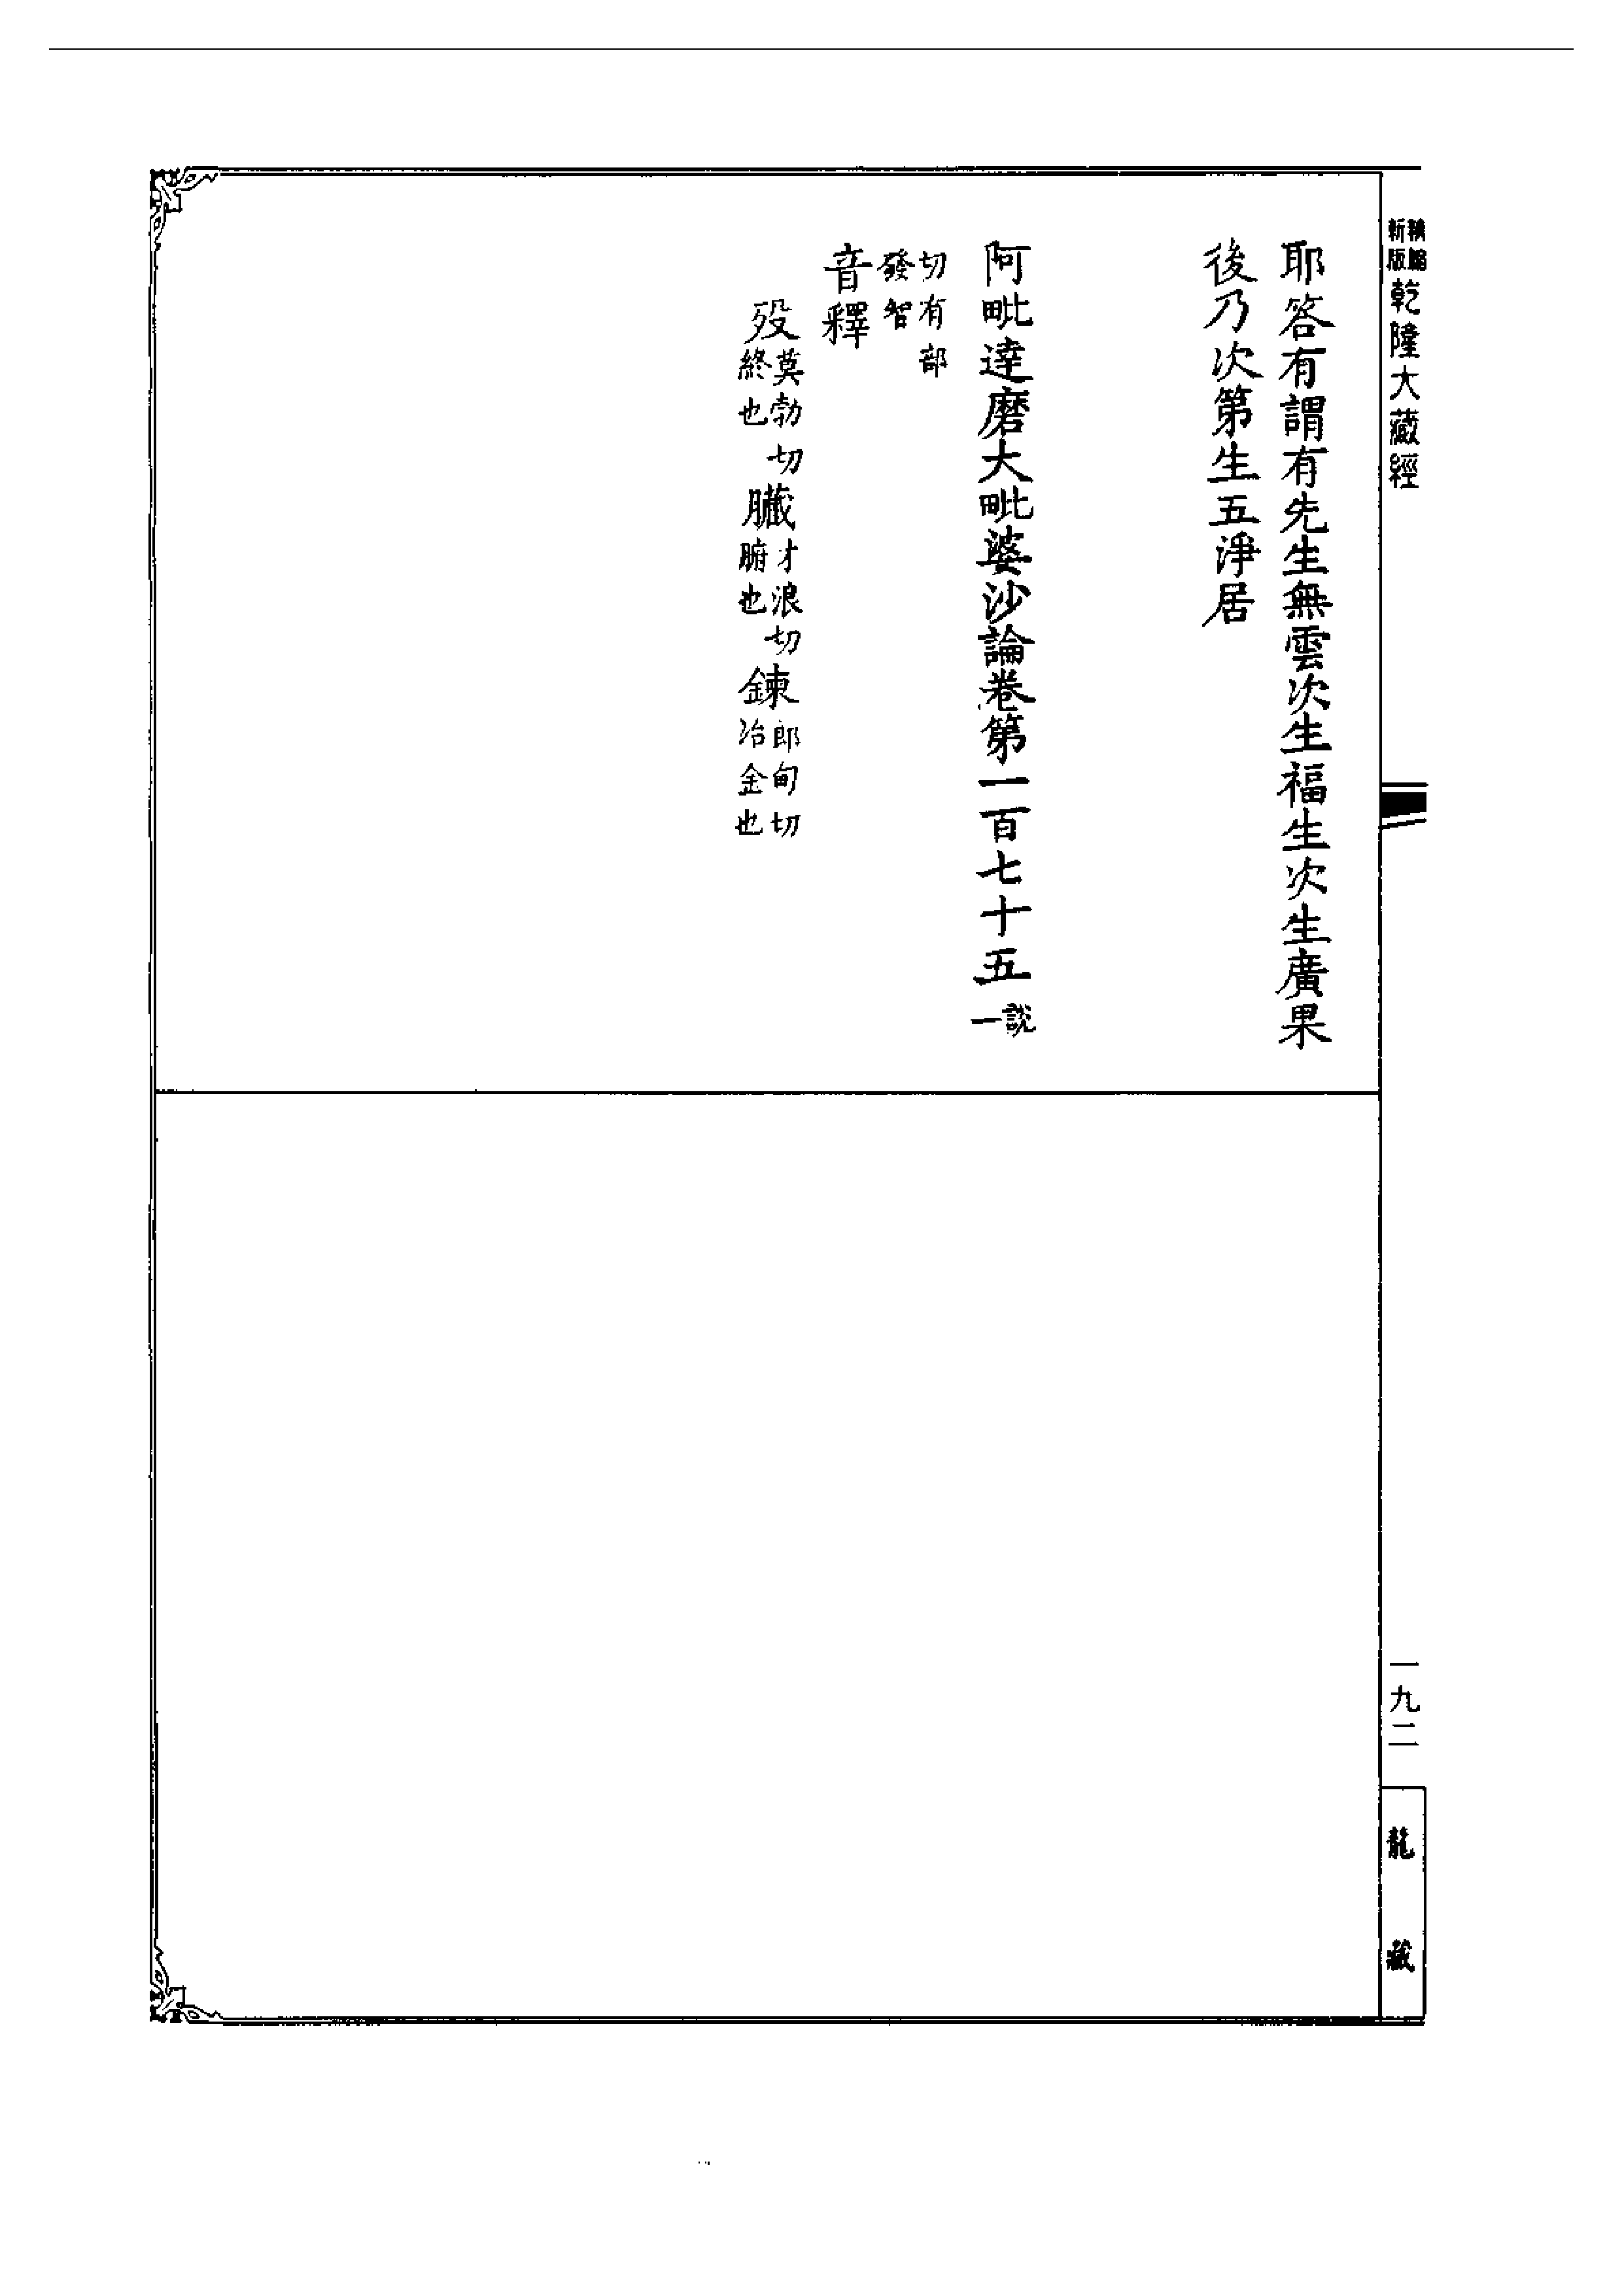 精縮新版乾隆大藏經
耶答有謂有先生無雲次生福生次生廣果
後乃次第生五淨居
阿毗達磨大毗婆沙論卷第一百七十五說一
切有部發智
音釋
歿莫勃切終也臟才浪切腑也鍊郎甸切冶金也
一九二
龍藏